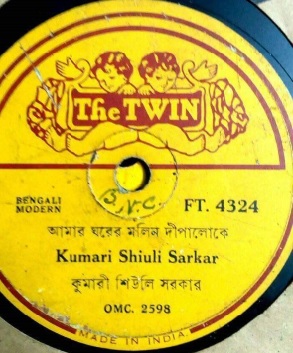 The TWIN
B.N.C.
BENGALI
MODERN
FT. 4324
আমার ঘরের মলিন দীপালোকে
Kumari Shiuli Sarkar
কুমারী শিউলি সরকার
OMC. 2598
MADE IN INDIA.